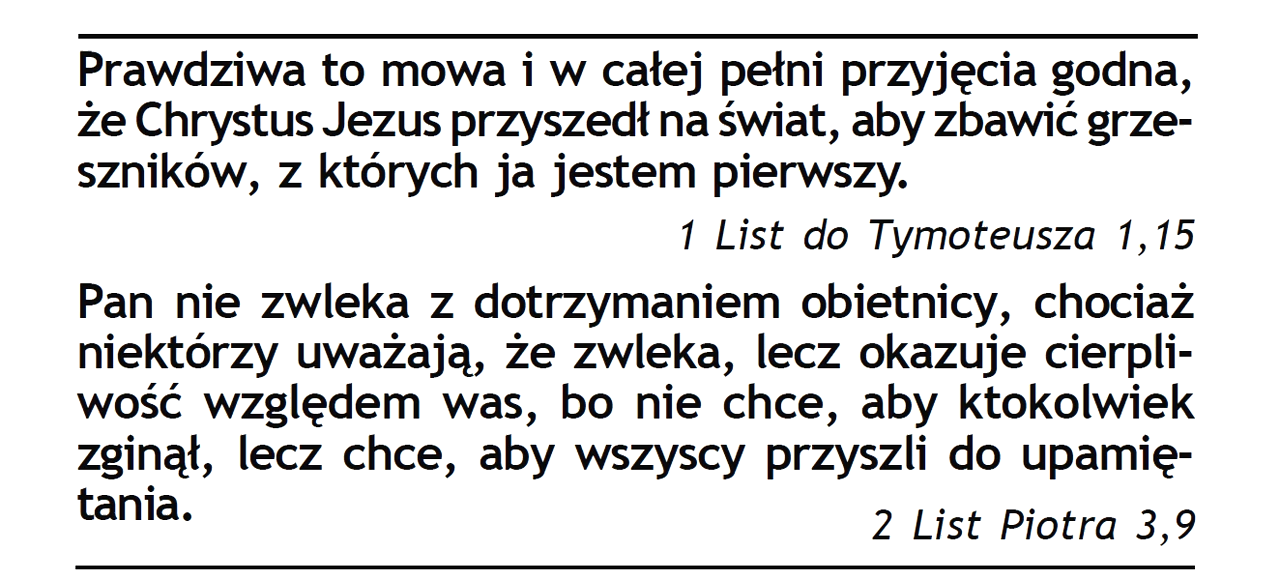 Prawdziwa to mowa i w całej pełni przyjęcia godna,
że Chrystus Jezus przyszedł na świat, aby zbawić grze-
szników, z których ja jestem pierwszy.
1 List do Tymoteusza 1,15
Pan nie zwleka z dotrzymaniem obietnicy, chociaż
niektórzy uważają, że zwleka, lecz okazuje cierpli-
wość względem was, bo nie chce, aby ktokolwiek
zginął, lecz chce, aby wszyscy przyszli do upamię-
tania.
2 List Piotra 3,9